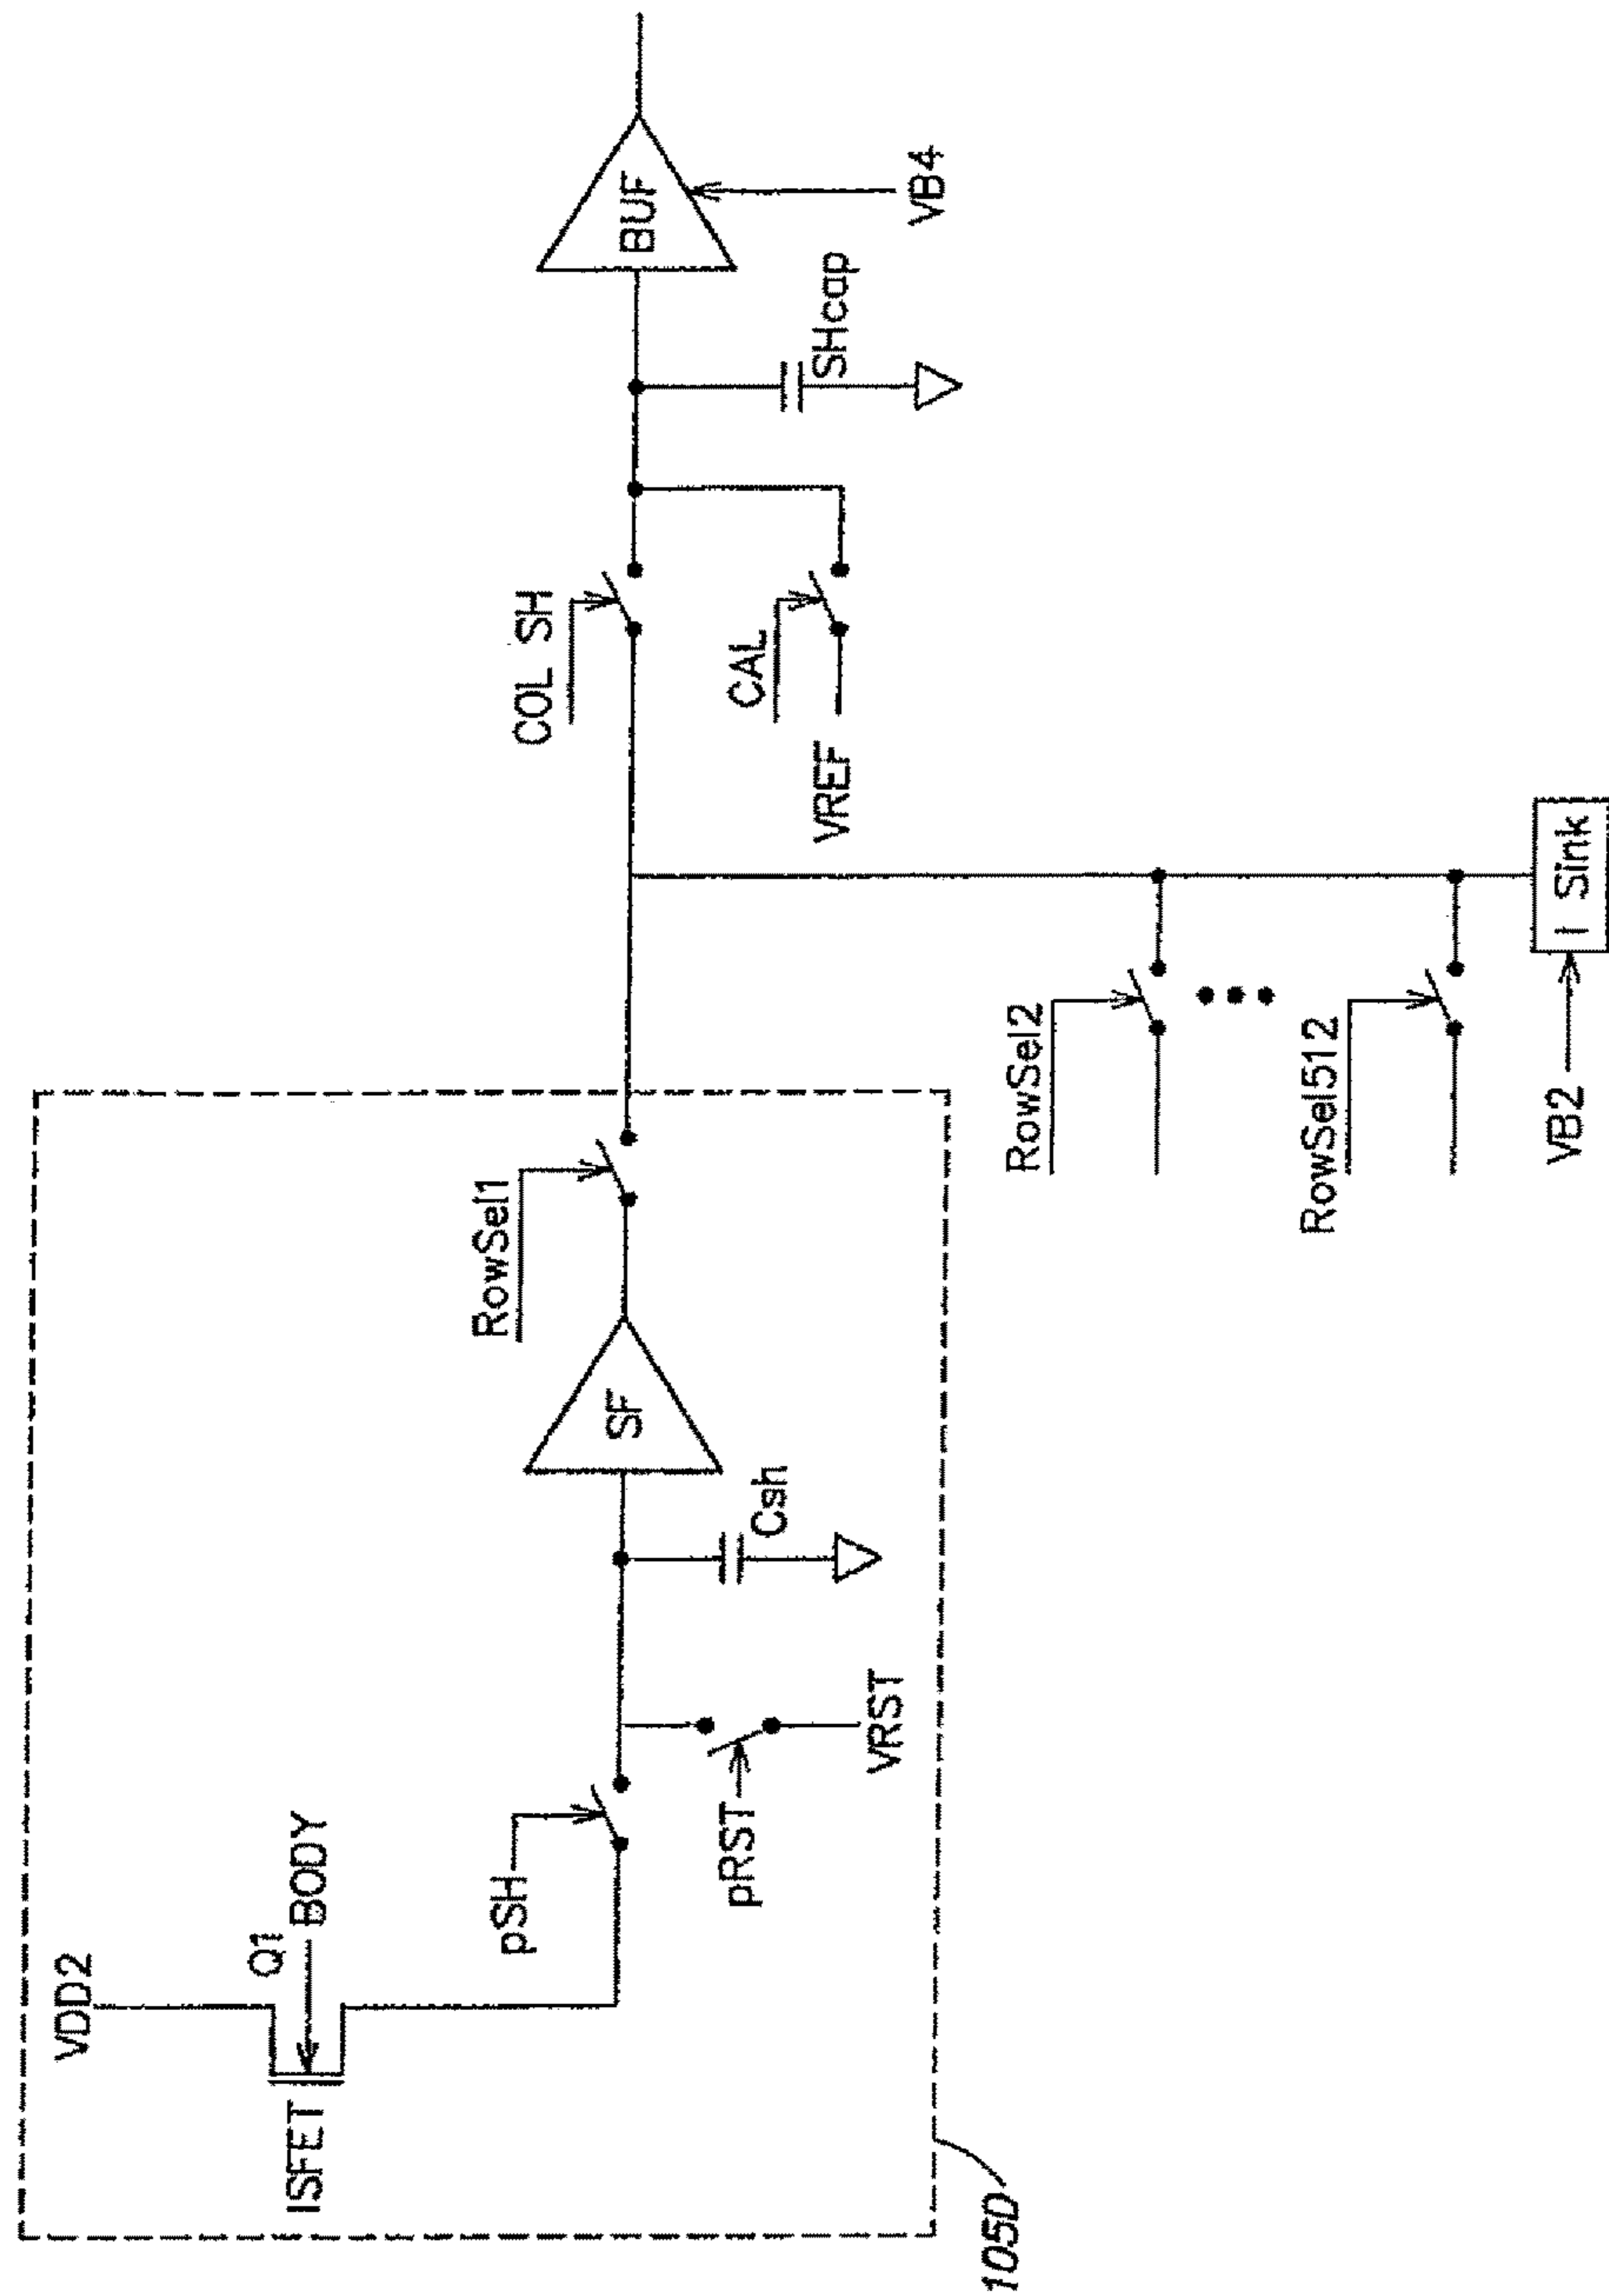 VDD2
Q1
BODY
ISFET
pSH
pRST
VRST
Csh
SF
RowSel1
105D
RowSel2
RowSel512
VB2
I Sink
COL SH
CAL
VREF
SHcap
BUF
VB4